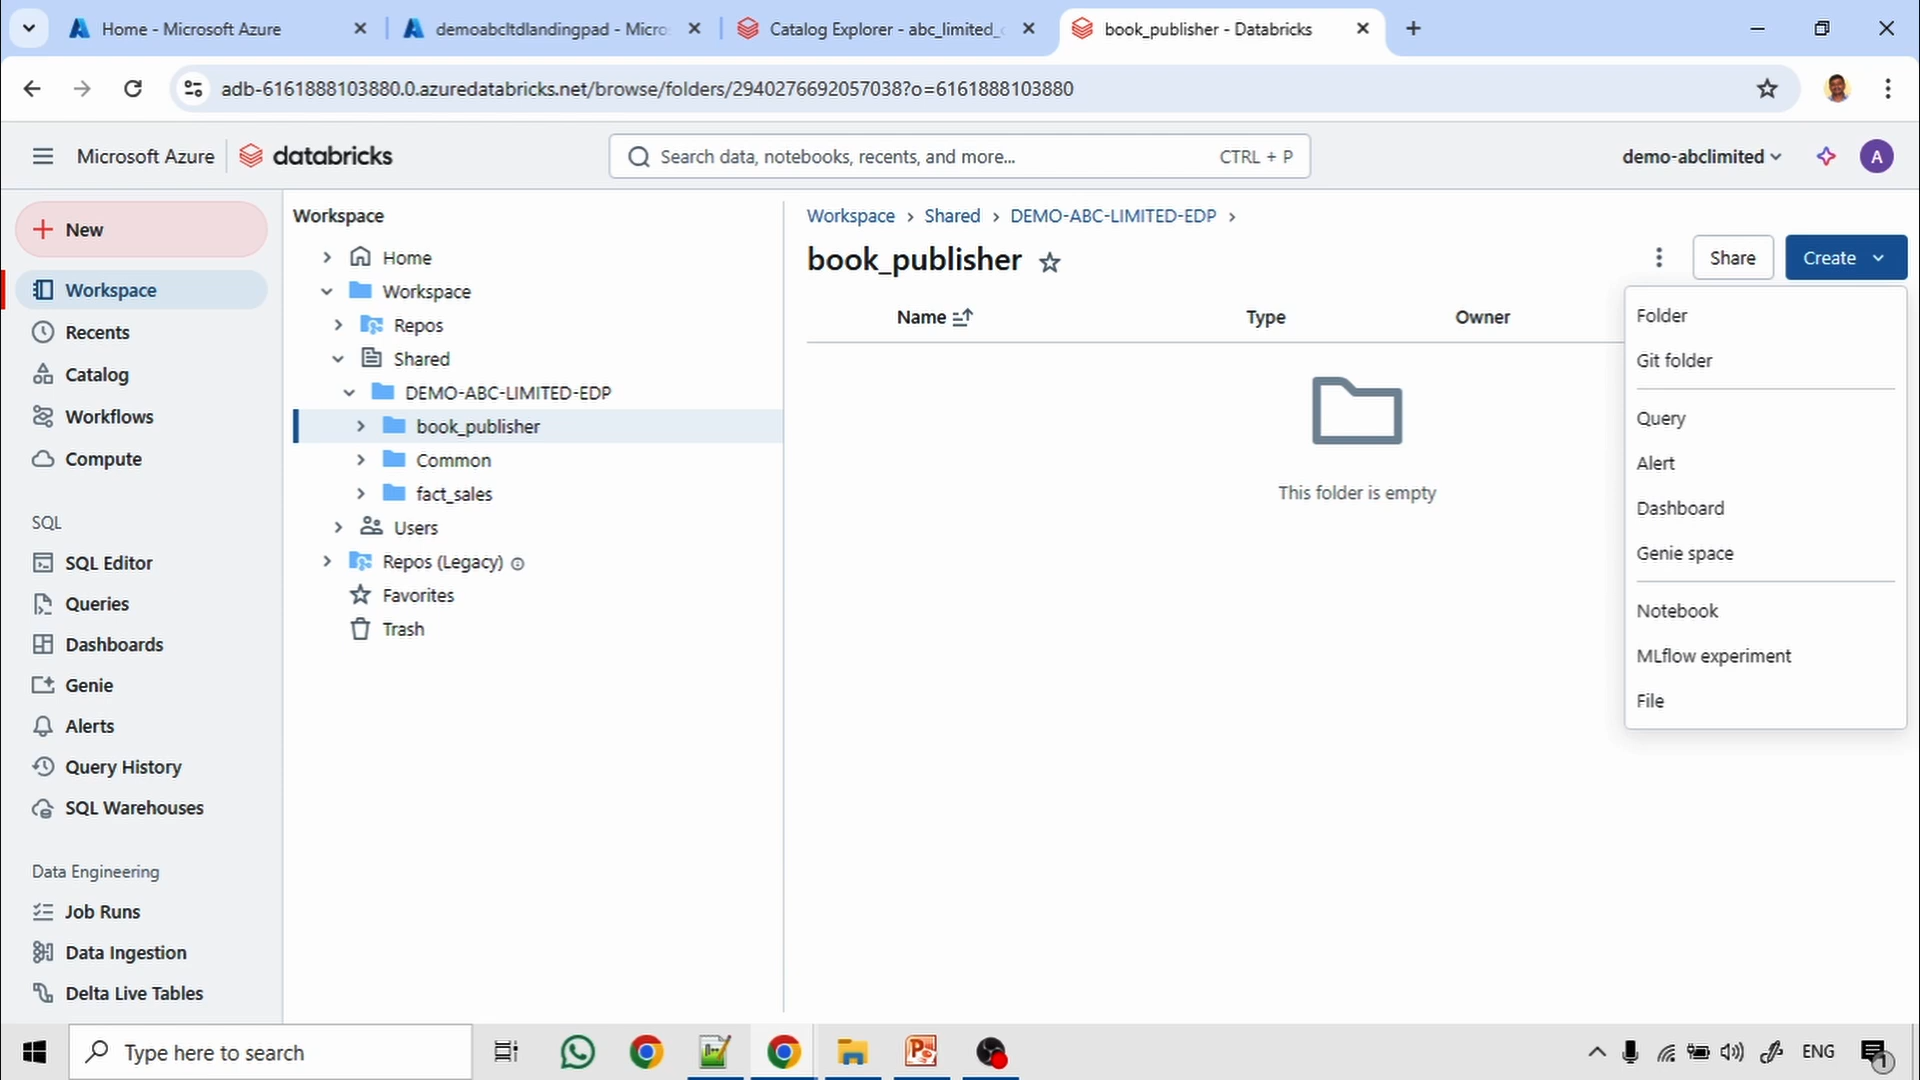 Home - Microsoft Azure
demoabcltdlandingpad - Micro
Catalog Explorer - abc_limited_
book_publisher - Databricks
adb-6161888103880.0.azuredatabricks.net/browse/folders/2940276692057038?o=6161888103880
Microsoft Azure
databricks
Search data, notebooks, recents, and more...
CTRL + P
demo-abclimited
A
New
Workspace
Recents
Catalog
Workflows
Compute
SQL
SQL Editor
Queries
Dashboards
Genie
Alerts
Query History
SQL Warehouses
Data Engineering
Job Runs
Data Ingestion
Delta Live Tables
Workspace
Home
Workspace
Repos
Shared
DEMO-ABC-LIMITED-EDP
book_publisher
Common
fact_sales
Users
Repos (Legacy)
Favorites
Trash
Workspace › Shared › DEMO-ABC-LIMITED-EDP ›
book_publisher
Share
Create
Name
Type
Owner
This folder is empty
Folder
Git folder
Query
Alert
Dashboard
Genie space
Notebook
MLflow experiment
File
Type here to search
ENG
1